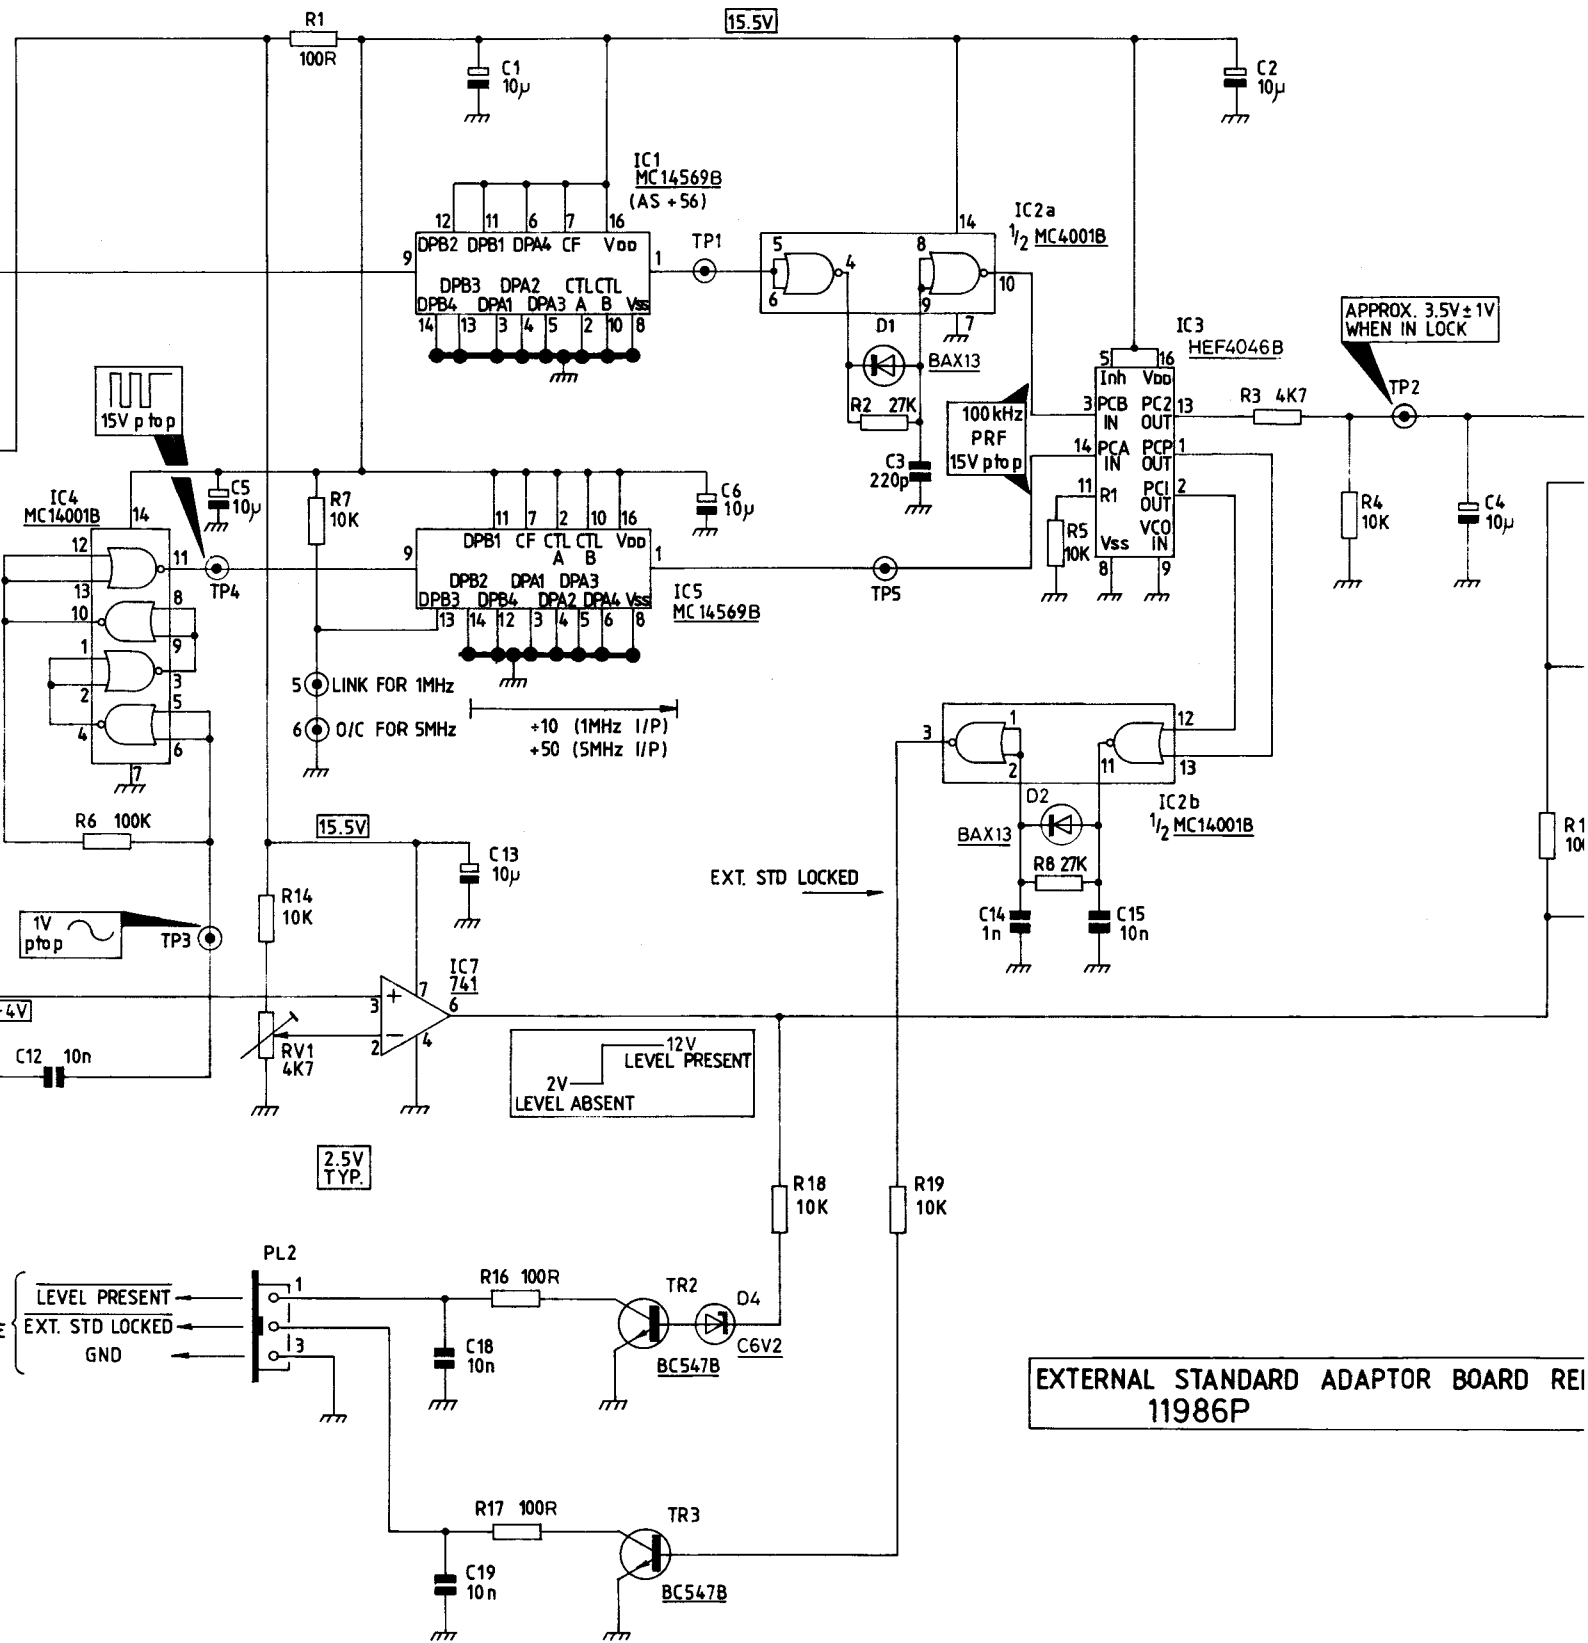 R1
100R
15.5V
C1
10µ
C2
10µ
IC1
MC14569B
(AS ÷56)
12 11 6 7 16
DPB2 DPB1 DPA4 CF VDD
9
1
DPB3 DPA2 CTL CTL
DPB4 DPA1 DPA3 A B VSS
14 13 3 4 5 2 10 8
TP1
IC2a
1/2 MC4001B
14
5
4
6
8
9
10
7
D1
BAX13
R2 27K
C3
220p
100kHz
PRF
15V ptop
IC3
HEF4046B
5 16
Inh VDD
3 PCB IN
PC2 OUT 13
14 PCA IN
PCP OUT 1
11 R1
PCI OUT 2
VCO IN
VSS
8 9
R5
10K
APPROX. 3.5V±1V
WHEN IN LOCK
R3 4K7
TP2
R4
10K
C4
10µ
15V ptop
IC4
MC14001B
14
C5
10µ
12
11
13
10
8
9
1
2
3
4
5
6
7
TP4
R7
10K
C6
10µ
11 7 2 10 16
DPB1 CF CTL CTL VDD
A B
9
1
DPB2 DPA1 DPA3
DPB3 DPB4 DPA2 DPA4 VSS
13 14 12 3 4 5 6 8
IC5
MC14569B
TP5
5 LINK FOR 1MHz
6 O/C FOR 5MHz
÷10 (1MHz I/P)
÷50 (5MHz I/P)
3
1
2
12
11
13
D2
BAX13
IC2b
1/2 MC14001B
R8 27K
C14
1n
C15
10n
EXT. STD LOCKED
R6 100K
15.5V
C13
10µ
R14
10K
1V
ptop
TP3
IC7
741
3
+
7
6
-
2
4
4V
C12 10n
RV1
4K7
12V
LEVEL PRESENT
2V
LEVEL ABSENT
2.5V
TYP.
R18
10K
R19
10K
PL2
LEVEL PRESENT
EXT. STD LOCKED
GND
1
3
R16 100R
C18
10n
TR2
BC547B
D4
C6V2
R17 100R
C19
10n
TR3
BC547B
EXTERNAL STANDARD ADAPTOR BOARD
11986P